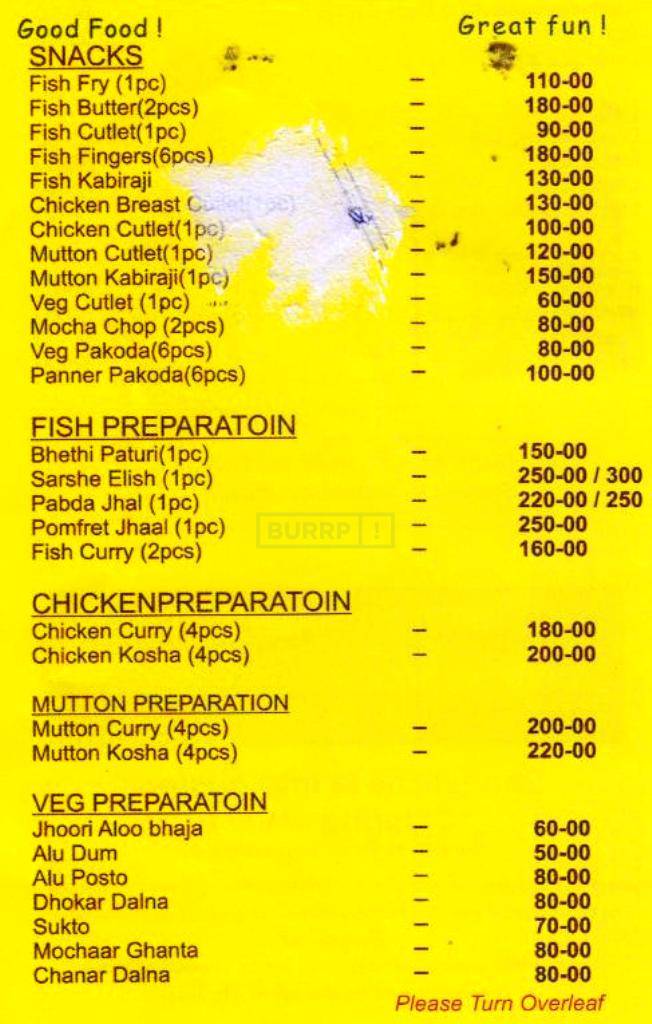 Good Food ! Great fun !
SNACKS
Fish Fry (1pc) – 110-00
Fish Butter(2pcs) – 180-00
Fish Cutlet(1pc) – 90-00
Fish Fingers(6pcs) – 180-00
Fish Kabiraji – 130-00
Chicken Breast Cutlet(1pc) – 130-00
Chicken Cutlet(1pc) – 100-00
Mutton Cutlet(1pc) – 120-00
Mutton Kabiraji(1pc) – 150-00
Veg Cutlet (1pc) – 60-00
Mocha Chop (2pcs) – 80-00
Veg Pakoda(6pcs) – 80-00
Panner Pakoda(6pcs) – 100-00
FISH PREPARATOIN
Bhethi Paturi(1pc) – 150-00
Sarshe Elish (1pc) – 250-00 / 300
Pabda Jhal (1pc) – 220-00 / 250
Pomfret Jhaal (1pc) – 250-00
BURRP !
Fish Curry (2pcs) – 160-00
CHICKENPREPARATOIN
Chicken Curry (4pcs) – 180-00
Chicken Kosha (4pcs) – 200-00
MUTTON PREPARATION
Mutton Curry (4pcs) – 200-00
Mutton Kosha (4pcs) – 220-00
VEG PREPARATOIN
Jhoori Aloo bhaja – 60-00
Alu Dum – 50-00
Alu Posto – 80-00
Dhokar Dalna – 80-00
Sukto – 70-00
Mochaar Ghanta – 80-00
Chanar Dalna – 80-00
Please Turn Overleaf